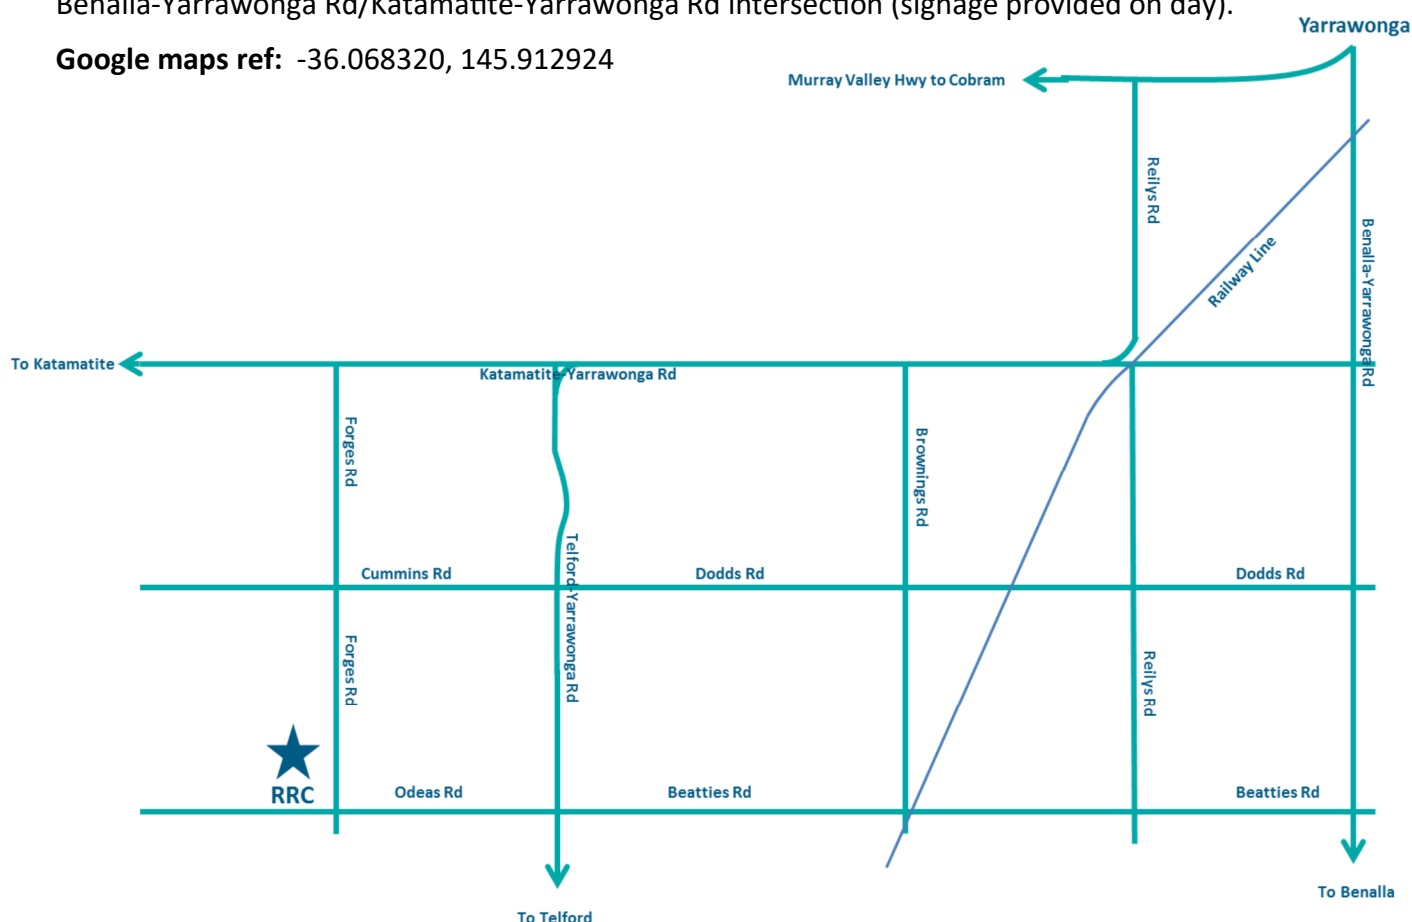 Benalla-Yarrawonga Rd/Katamatite-Yarrawonga Rd intersection (signage provided on day).
Yarrawonga
Google maps ref: -36.068320, 145.912924
Murray Valley Hwy to Cobram
Reilys Rd
Railway Line
Benalla-Yarrawonga Rd
To Katamatite
Katamatite-Yarrawonga Rd
Forges Rd
Brownings Rd
Telford-Yarrawonga Rd
Cummins Rd
Dodds Rd
Dodds Rd
Forges Rd
Reilys Rd
RRC
Odeas Rd
Beatties Rd
Beatties Rd
To Benalla
To Telford